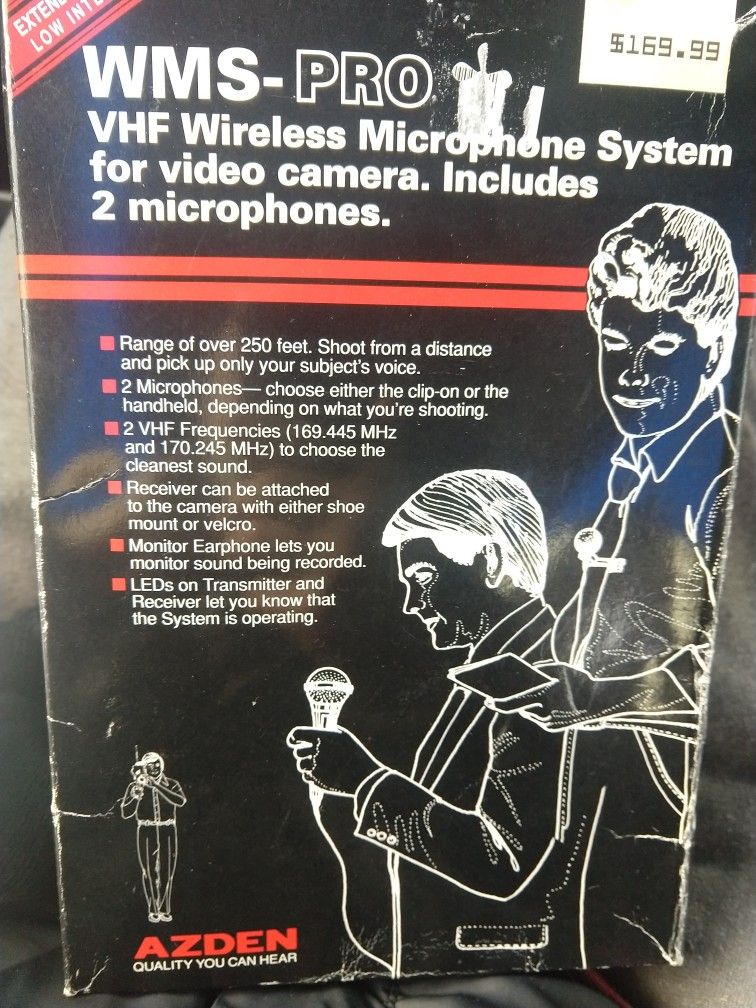 LOW INTE
$169.99
WMS-PRO
VHF Wireless Microphone System
for video camera. Includes
2 microphones.
Range of over 250 feet. Shoot from a distance
and pick up only your subject's voice.
2 Microphones— choose either the clip-on or the
handheld, depending on what you're shooting.
2 VHF Frequencies (169.445 MHz
and 170.245 MHz) to choose the
cleanest sound.
Receiver can be attached
to the camera with either shoe
mount or velcro.
Monitor Earphone lets you
monitor sound being recorded.
LEDs on Transmitter and
Receiver let you know that
the System is operating.
AZDEN
QUALITY YOU CAN HEAR